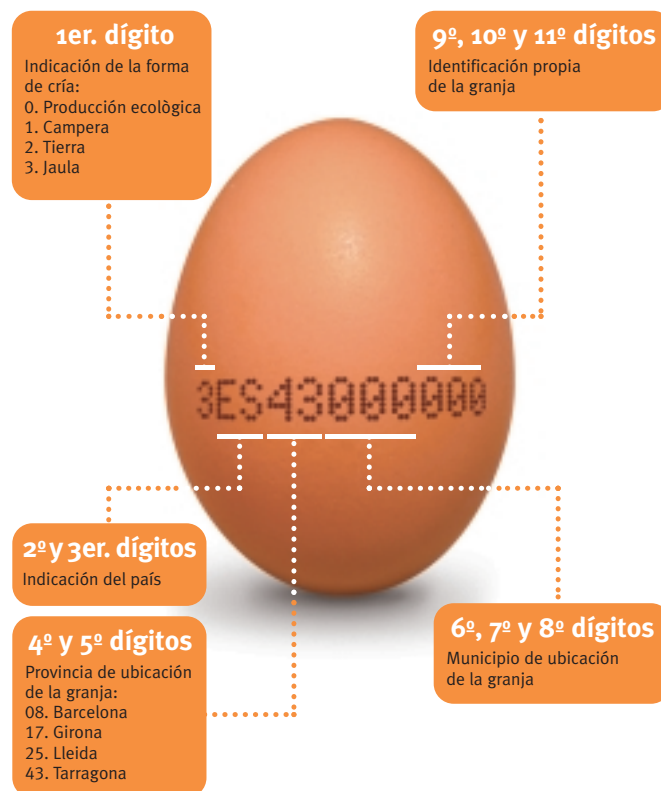 1er. dígito
Indicación de la forma
de cría:
0. Producción ecològica
1. Campera
2. Tierra
3. Jaula
9º, 10º y 11º dígitos
Identificación propia
de la granja
3ES43000000
2º y 3er. dígitos
Indicación del país
4º y 5º dígitos
Provincia de ubicación
de la granja:
08. Barcelona
17. Girona
25. Lleida
43. Tarragona
6º, 7º y 8º dígitos
Municipio de ubicación
de la granja